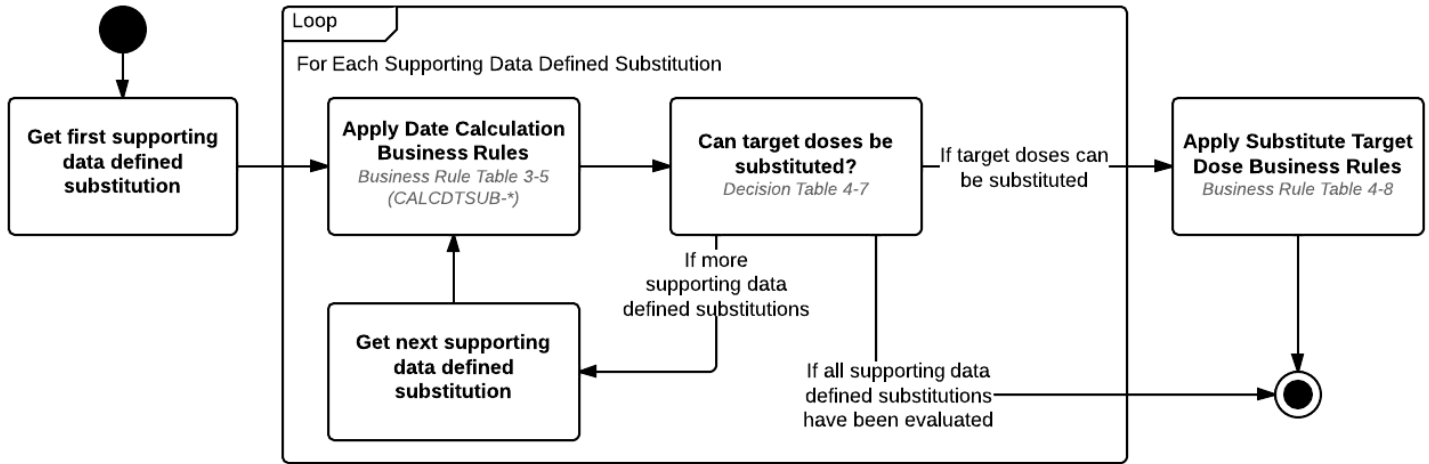 Loop
For Each Supporting Data Defined Substitution
Get first supporting
data defined
substitution
Apply Date Calculation
Business Rules
Business Rule Table 3-5
(CALCDTSUB-*)
Can target doses be
substituted?
Decision Table 4-7
If target doses can
be substituted
Apply Substitute Target
Dose Business Rules
Business Rule Table 4-8
If more
supporting data
defined substitutions
Get next supporting
data defined
substitution
If all supporting data
defined substitutions
have been evaluated